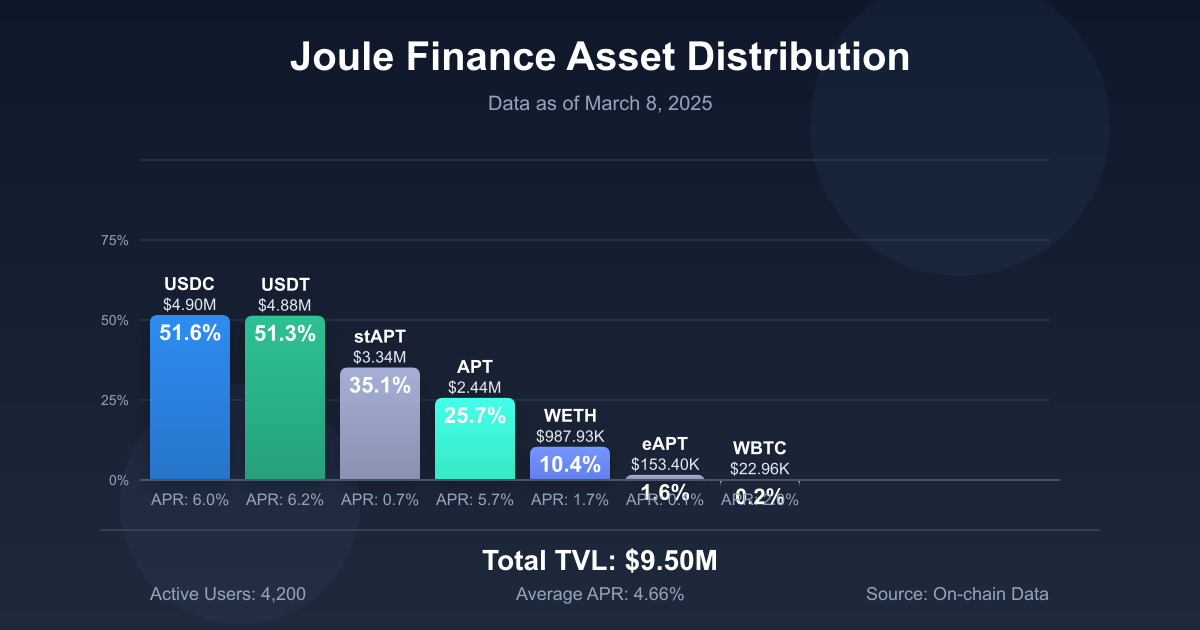 Joule Finance Asset Distribution
Data as of March 8, 2025
75%
50%
25%
0%
USDC
$4.90M
51.6%
APR: 6.0%
USDT
$4.88M
51.3%
APR: 6.2%
stAPT
$3.34M
35.1%
APR: 0.7%
APT
$2.44M
25.7%
APR: 5.7%
WETH
$987.93K
10.4%
APR: 1.7%
eAPT
$153.40K
1.6%
APR: 0.1%
WBTC
$22.96K
0.2%
APR:
Total TVL: $9.50M
Active Users: 4,200
Average APR: 4.66%
Source: On-chain Data